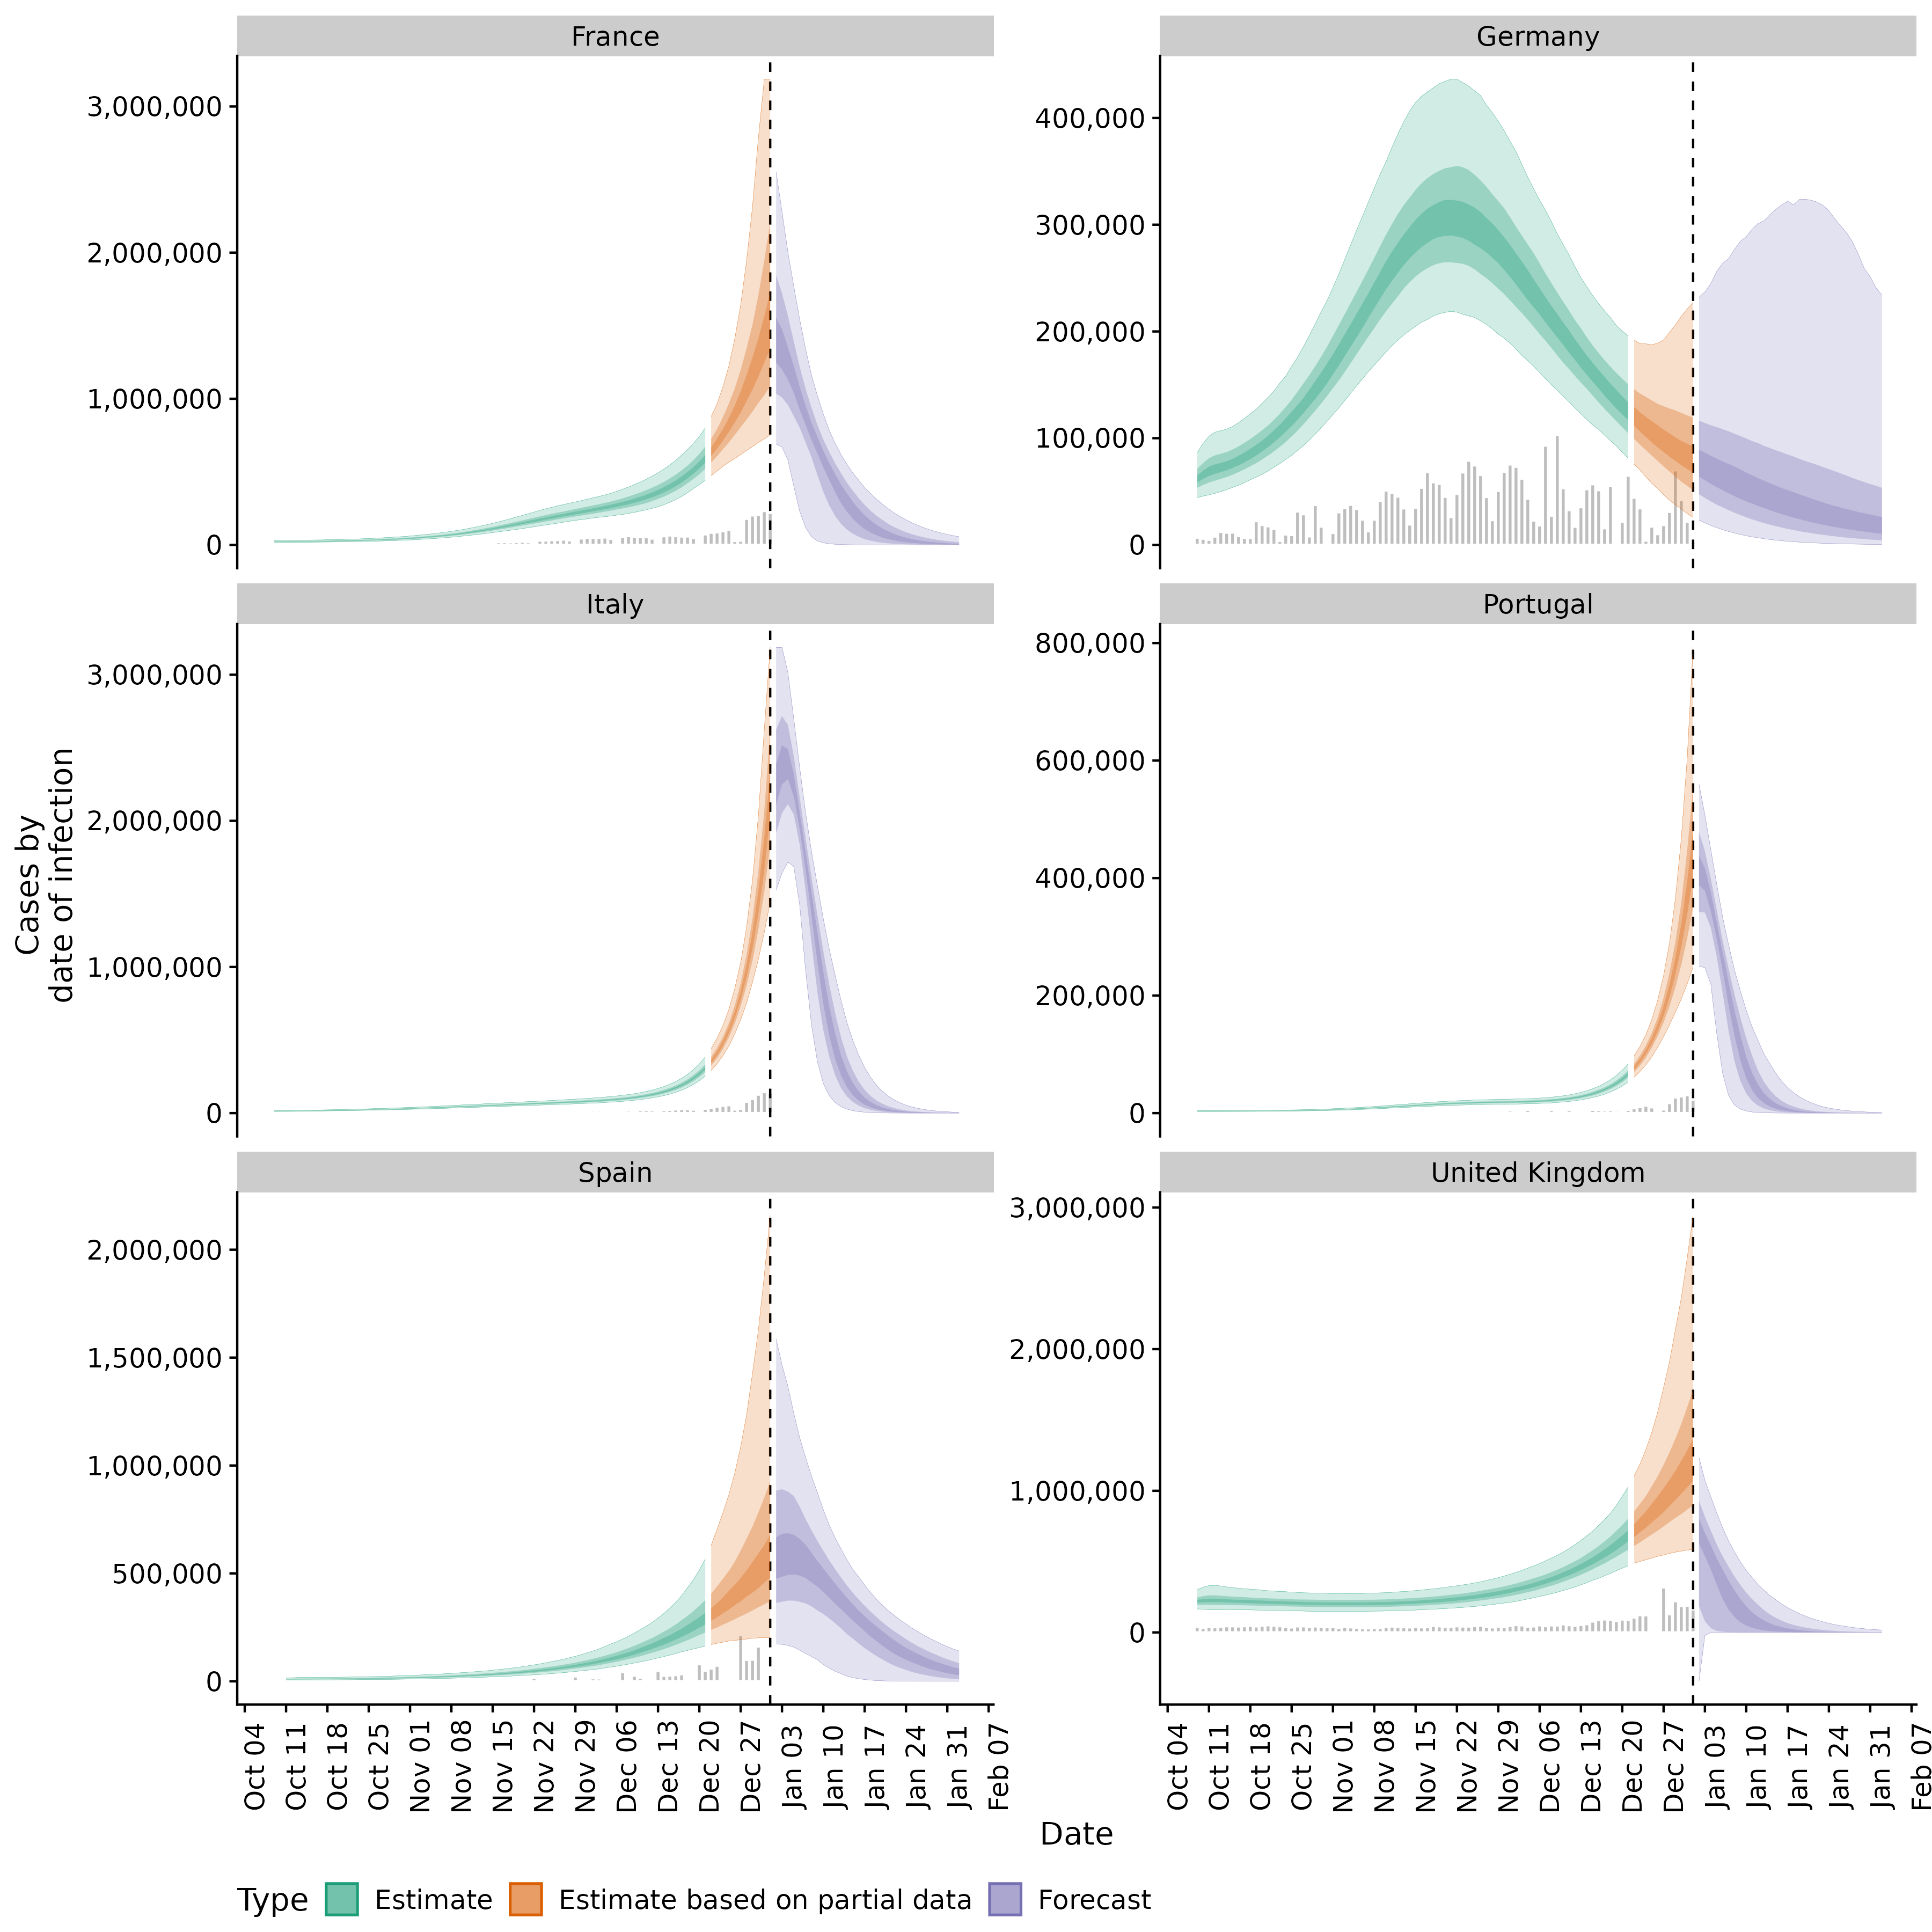 France
Germany
3,000,000
2,000,000
1,000,000
0
400,000
300,000
200,000
100,000
0
Italy
Portugal
3,000,000
2,000,000
1,000,000
0
800,000
600,000
400,000
200,000
0
Cases by
date of infection
Spain
United Kingdom
2,000,000
1,500,000
1,000,000
500,000
0
3,000,000
2,000,000
1,000,000
0
Oct 04
Oct 11
Oct 18
Oct 25
Nov 01
Nov 08
Nov 15
Nov 22
Nov 29
Dec 06
Dec 13
Dec 20
Dec 27
Jan 03
Jan 10
Jan 17
Jan 24
Jan 31
Feb 07
Oct 04
Oct 11
Oct 18
Oct 25
Nov 01
Nov 08
Nov 15
Nov 22
Nov 29
Dec 06
Dec 13
Dec 20
Dec 27
Jan 03
Jan 10
Jan 17
Jan 24
Jan 31
Feb 07
Date
Type Estimate Estimate based on partial data Forecast